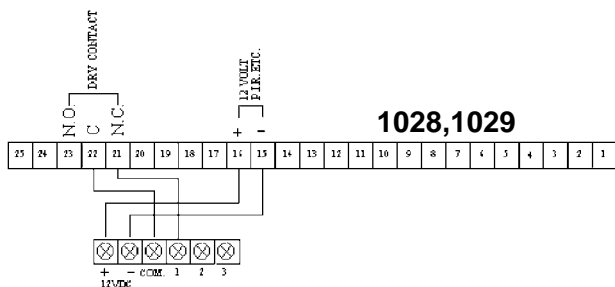 DRY CONTACT
N.O.
C
N.C.
12 VOLT
P.I.R. ETC.
+ -
1028,1029
25 24 23 22 21 20 19 18 17 16 15 14 13 12 11 10 9 8 7 6 5 4 3 2 1
+ - COM. 1 2 3
12VDC